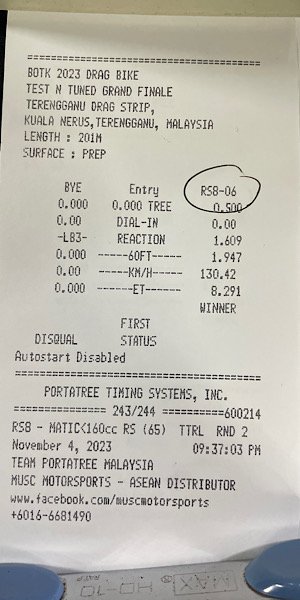 ==========================================
BOTK 2023 DRAG BIKE
TEST N TUNED GRAND FINALE
TERENGGANU DRAG STRIP,
KUALA NERUS,TERENGGANU, MALAYSIA
LENGTH : 201M
SURFACE : PREP
BYE Entry RS8-06
0.000 0.000 TREE 0.500
0.00 DIAL-IN 0.00
-LB3- REACTION 1.609
0.000 ------60FT------ 1.947
0.00 ------KM/H------ 130.42
0.000 -------ET------- 8.291
WINNER
FIRST
DISQUAL STATUS
Autostart Disabled
==========================================
PORTATREE TIMING SYSTEMS, INC.
=============== 243/244 ===========600214
RS8 - MATIC<160cc RS (65) TTRL RND 2
November 4, 2023 09:37:03 PM
TEAM PORTATREE MALAYSIA
MUSC MOTORSPORTS - ASEAN DISTRIBUTOR
www.facebook.com/muscmotorsports
+6016-6681490
MAX